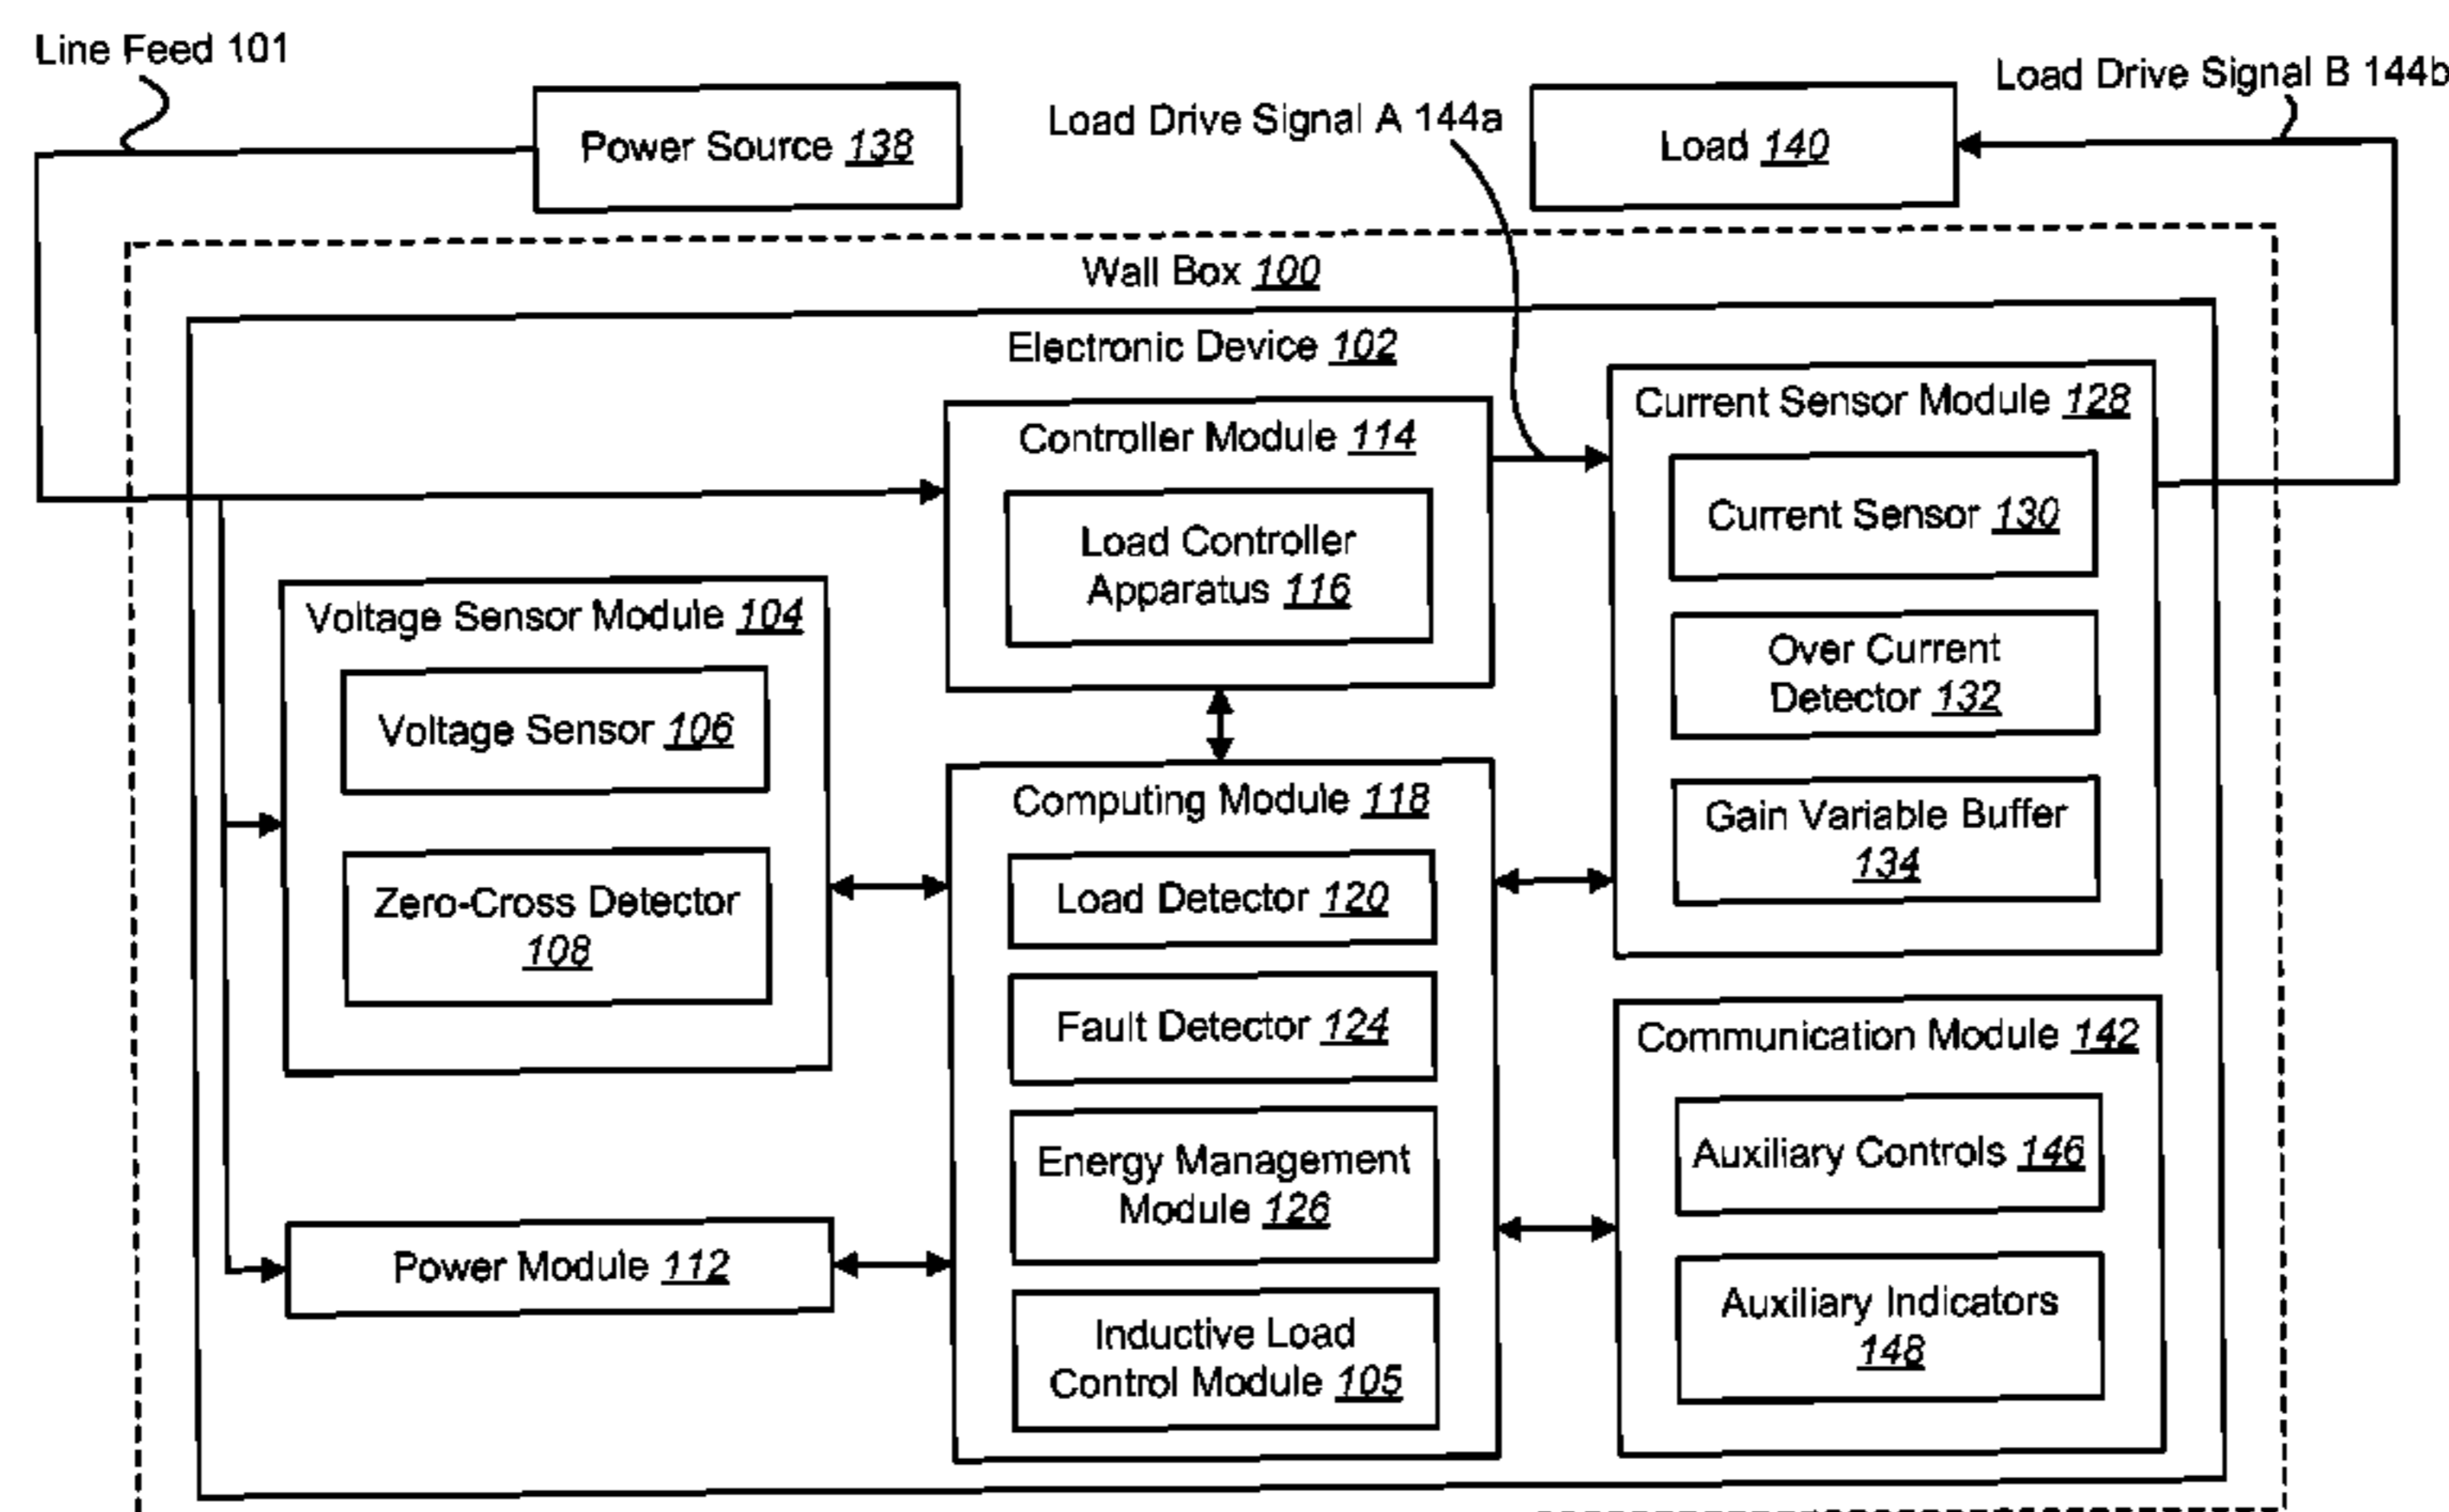 Line Feed 101
Power Source 138
Load Drive Signal A 144a
Load 140
Load Drive Signal B 144b
Wall Box 100
Electronic Device 102
Controller Module 114
Load Controller
Apparatus 116
Current Sensor Module 128
Current Sensor 130
Over Current
Detector 132
Gain Variable Buffer
134
Voltage Sensor Module 104
Voltage Sensor 106
Zero-Cross Detector
108
Computing Module 118
Load Detector 120
Fault Detector 124
Energy Management
Module 126
Inductive Load
Control Module 105
Communication Module 142
Auxiliary Controls 146
Auxiliary Indicators
148
Power Module 112